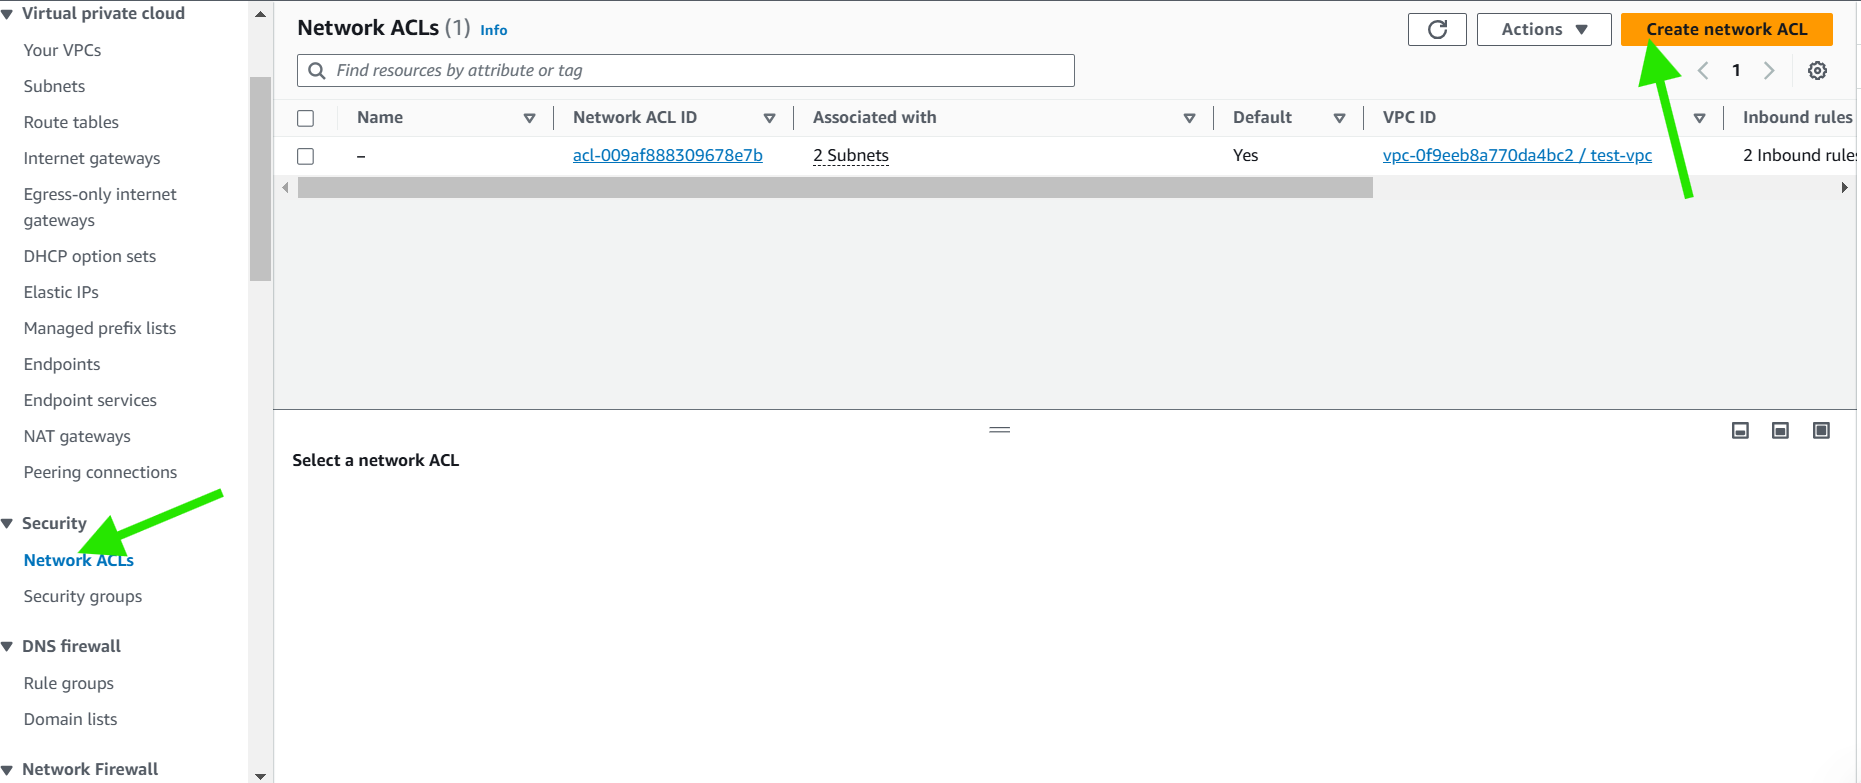 Virtual private cloud
Your VPCs
Subnets
Route tables
Internet gateways
Egress-only internet
gateways
DHCP option sets
Elastic IPs
Managed prefix lists
Endpoints
Endpoint services
NAT gateways
Peering connections
Security
Network ACLs
Security groups
DNS firewall
Rule groups
Domain lists
Network Firewall
Network ACLs (1) Info
Actions
Create network ACL
Find resources by attribute or tag
1
Name Network ACL ID Associated with Default VPC ID Inbound rules
– acl-009af888309678e7b 2 Subnets Yes vpc-0f9eeb8a770da4bc2 / test-vpc 2 Inbound rules
Select a network ACL